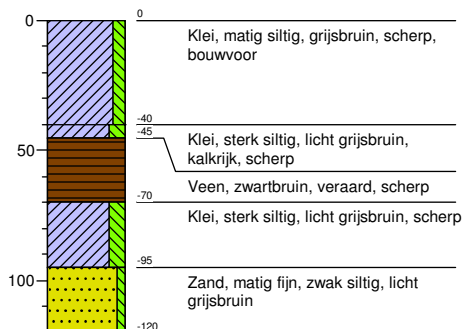 0
0
Klei, matig siltig, grijsbruin, scherp,
bouwvoor
-40
-45
Klei, sterk siltig, licht grijsbruin,
kalkrijk, scherp
50
Veen, zwartbruin, veraard, scherp
-70
Klei, sterk siltig, licht grijsbruin, scherp
-95
100
Zand, matig fijn, zwak siltig, licht
grijsbruin
-120